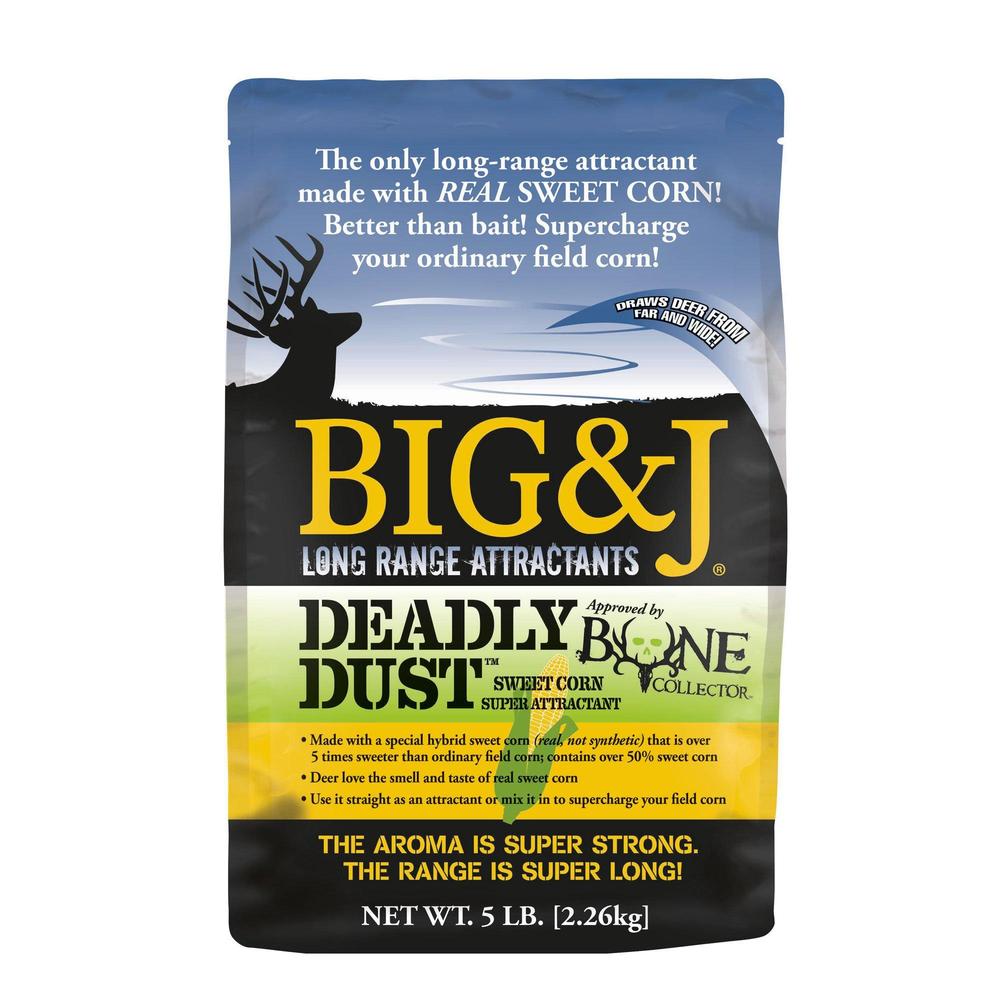 The only long-range attractant
made with REAL SWEET CORN!
Better than bait! Supercharge
your ordinary field corn!
DRAWS DEER FROM
FAR AND WIDE!
BIG&J®
LONG RANGE ATTRACTANTS
DEADLY
DUST™
SWEET CORN
SUPER ATTRACTANT
Approved by
BONE
COLLECTOR™
• Made with a special hybrid sweet corn (real, not synthetic) that is over
5 times sweeter than ordinary field corn; contains over 50% sweet corn
• Deer love the smell and taste of real sweet corn
• Use it straight as an attractant or mix it in to supercharge your field corn
THE AROMA IS SUPER STRONG.
THE RANGE IS SUPER LONG!
NET WT. 5 LB. [2.26kg]